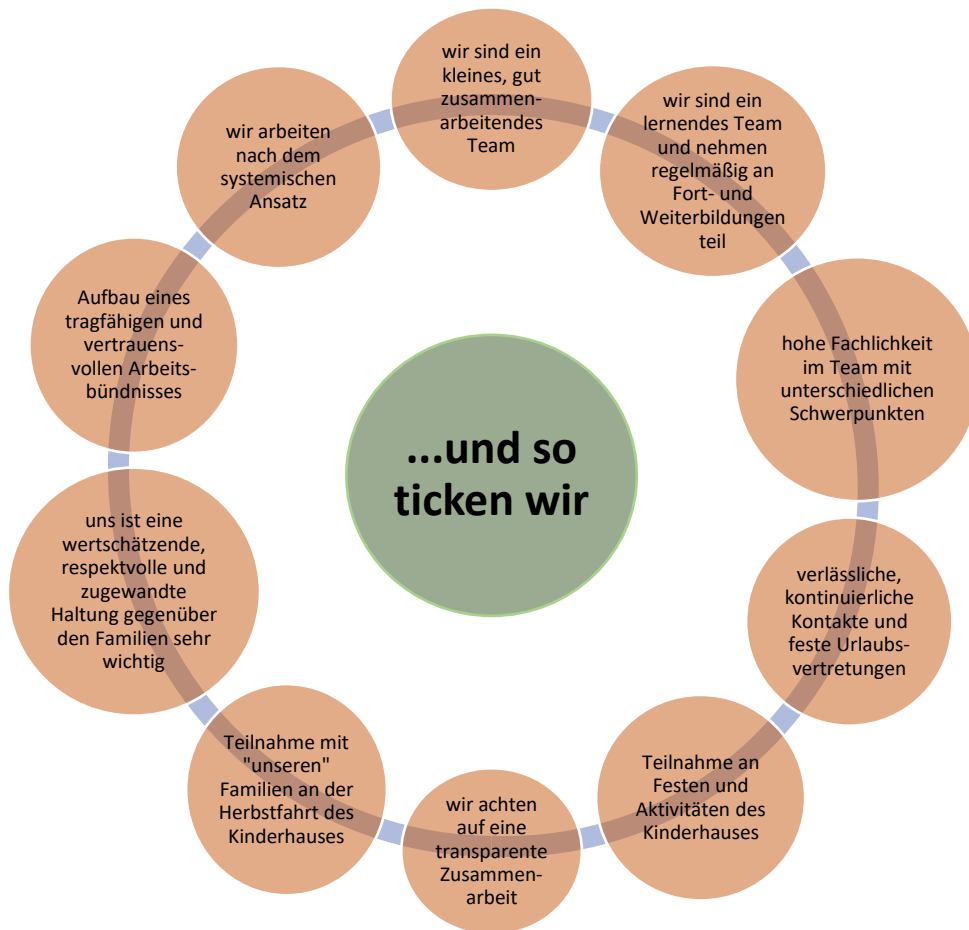 wir sind ein
kleines, gut
zusammen-
arbeitendes
Team
wir sind ein
lernendes Team
und nehmen
regelmäßig an
Fort- und
Weiterbildungen
teil
hohe Fachlichkeit
im Team mit
unterschiedlichen
Schwerpunkten
verlässliche,
kontinuierliche
Kontakte und
feste Urlaubs-
vertretungen
Teilnahme an
Festen und
Aktivitäten des
Kinderhauses
wir achten
auf eine
transparente
Zusammen-
arbeit
Teilnahme mit
"unseren"
Familien an der
Herbstfahrt des
Kinderhauses
uns ist eine
wertschätzende,
respektvolle und
zugewandte
Haltung gegenüber
den Familien sehr
wichtig
Aufbau eines
tragfähigen und
vertrauens-
vollen Arbeits-
bündnisses
wir arbeiten
nach dem
systemischen
Ansatz
...und so
ticken wir